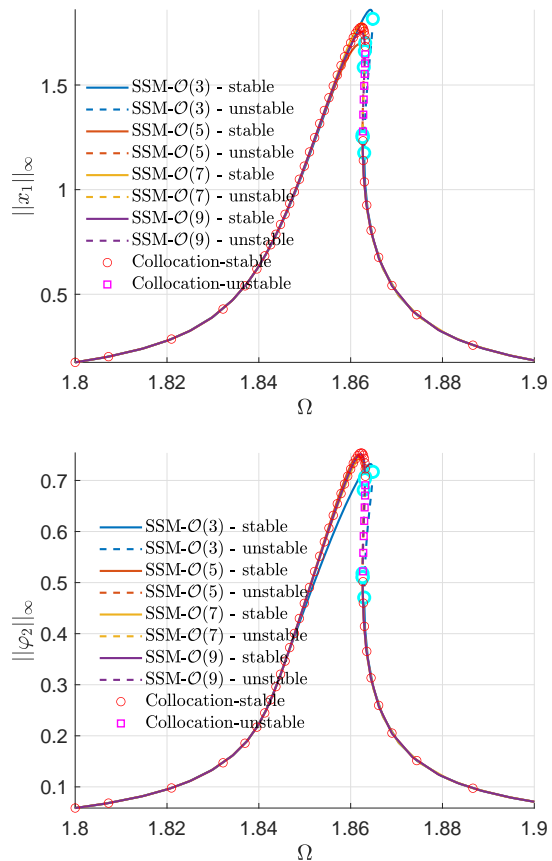 1.5
SSM-𝒪(3) - stable
SSM-𝒪(3) - unstable
SSM-𝒪(5) - stable
SSM-𝒪(5) - unstable
SSM-𝒪(7) - stable
SSM-𝒪(7) - unstable
SSM-𝒪(9) - stable
SSM-𝒪(9) - unstable
Collocation-stable
Collocation-unstable
||x₁||∞
1
0.5
1.8 1.82 1.84 1.86 1.88 1.9
Ω
0.7
0.6
SSM-𝒪(3) - stable
SSM-𝒪(3) - unstable
SSM-𝒪(5) - stable
SSM-𝒪(5) - unstable
SSM-𝒪(7) - stable
SSM-𝒪(7) - unstable
SSM-𝒪(9) - stable
SSM-𝒪(9) - unstable
Collocation-stable
Collocation-unstable
||φ₂||∞
0.5
0.4
0.3
0.2
0.1
1.8 1.82 1.84 1.86 1.88 1.9
Ω